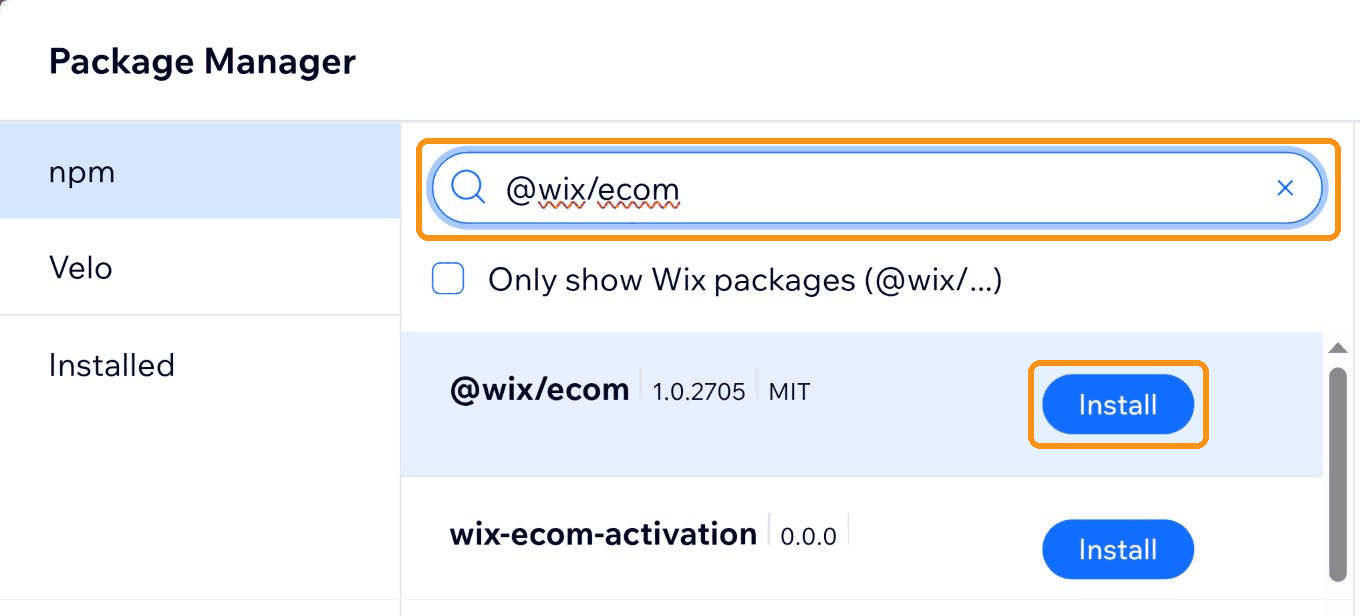 Package Manager
npm
Velo
Installed
@wix/ecom
Only show Wix packages (@wix/...)
@wix/ecom 1.0.2705 MIT
Install
wix-ecom-activation 0.0.0
Install